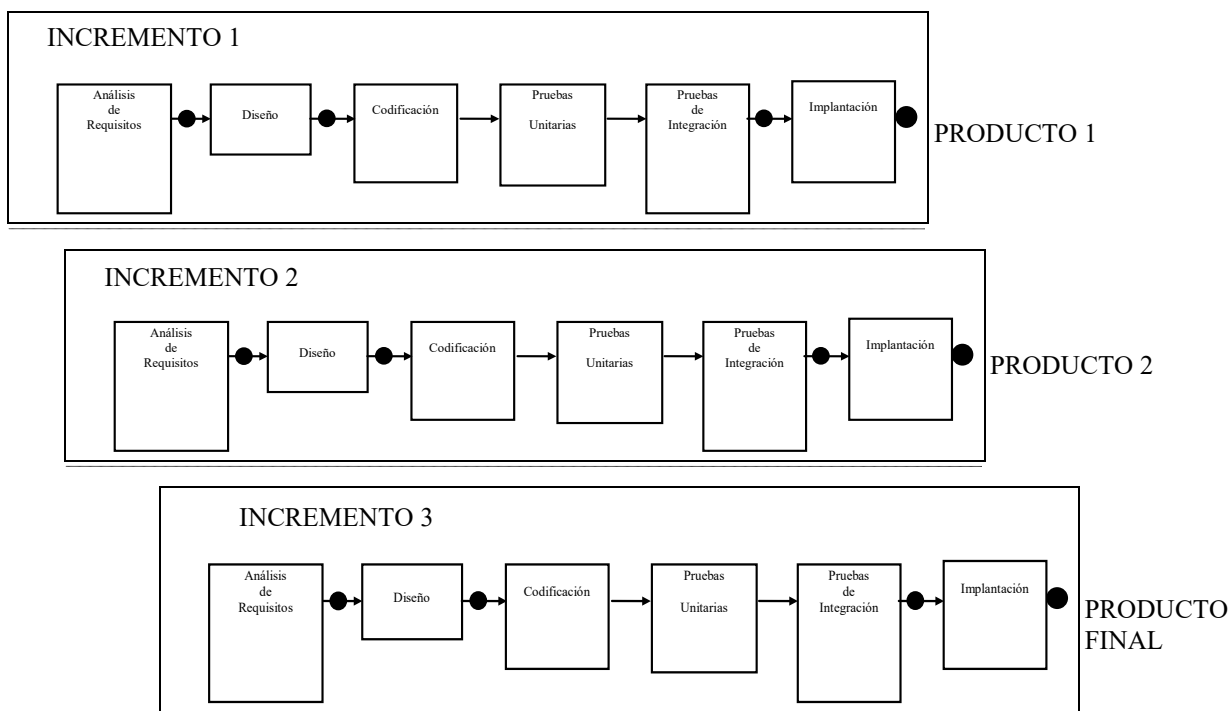 INCREMENTO 1
Análisis
de
Requisitos
Diseño
Codificación
Pruebas
Unitarias
Pruebas
de
Integración
Implantación
PRODUCTO 1
INCREMENTO 2
Análisis
de
Requisitos
Diseño
Codificación
Pruebas
Unitarias
Pruebas
de
Integración
Implantación
PRODUCTO 2
INCREMENTO 3
Análisis
de
Requisitos
Diseño
Codificación
Pruebas
Unitarias
Pruebas
de
Integración
Implantación
PRODUCTO
FINAL